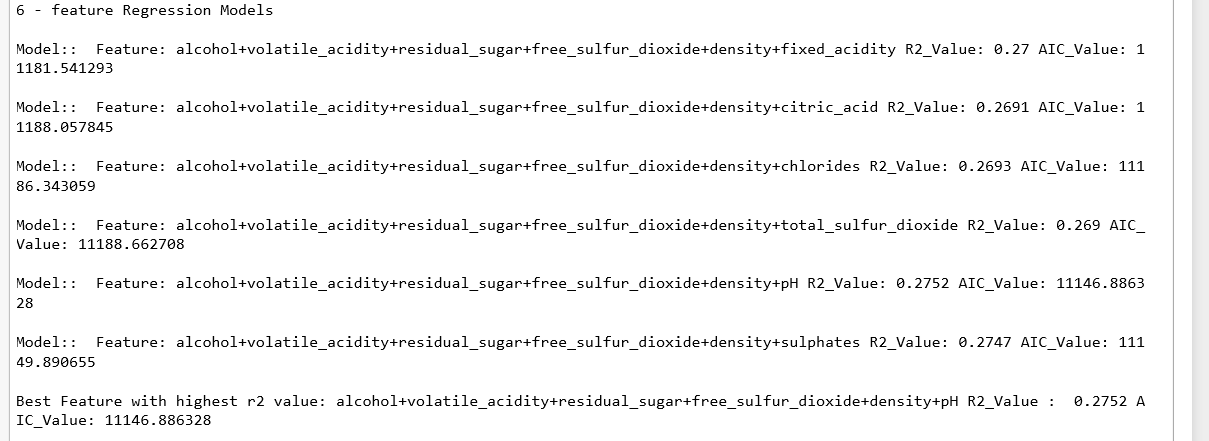 6 - feature Regression Models
Model::  Feature: alcohol+volatile_acidity+residual_sugar+free_sulfur_dioxide+density+fixed_acidity R2_Value: 0.27 AIC_Value: 1
1181.541293
Model::  Feature: alcohol+volatile_acidity+residual_sugar+free_sulfur_dioxide+density+citric_acid R2_Value: 0.2691 AIC_Value: 1
1188.057845
Model::  Feature: alcohol+volatile_acidity+residual_sugar+free_sulfur_dioxide+density+chlorides R2_Value: 0.2693 AIC_Value: 111
86.343059
Model::  Feature: alcohol+volatile_acidity+residual_sugar+free_sulfur_dioxide+density+total_sulfur_dioxide R2_Value: 0.269 AIC_
Value: 11188.662708
Model::  Feature: alcohol+volatile_acidity+residual_sugar+free_sulfur_dioxide+density+pH R2_Value: 0.2752 AIC_Value: 11146.8863
28
Model::  Feature: alcohol+volatile_acidity+residual_sugar+free_sulfur_dioxide+density+sulphates R2_Value: 0.2747 AIC_Value: 111
49.890655
Best Feature with highest r2 value: alcohol+volatile_acidity+residual_sugar+free_sulfur_dioxide+density+pH R2_Value :  0.2752 A
IC_Value: 11146.886328